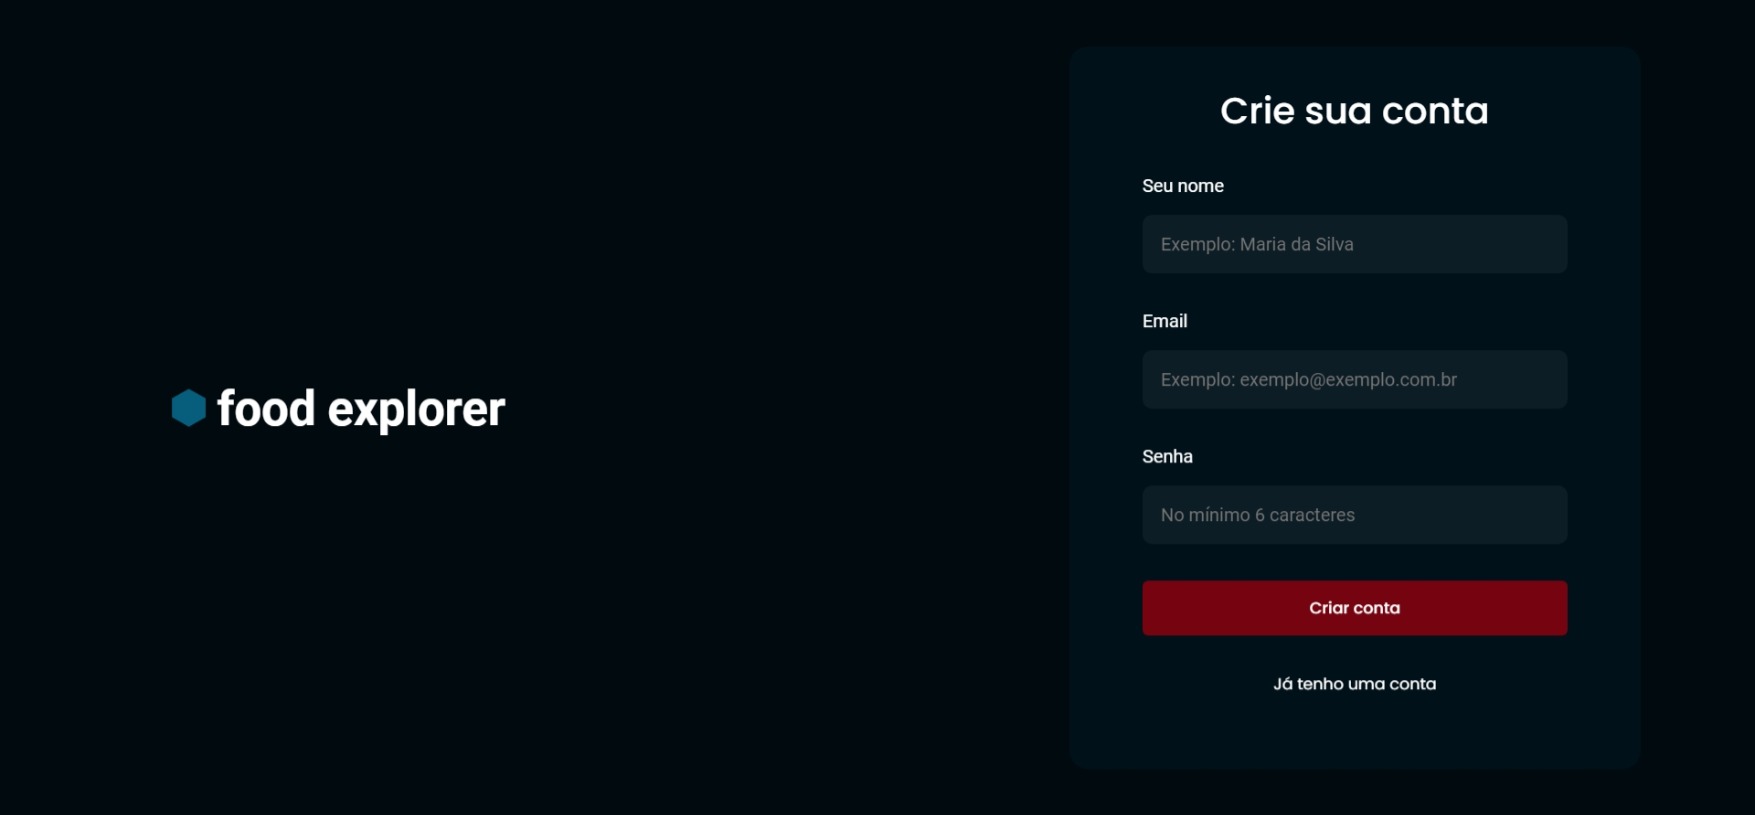 food explorer
Crie sua conta
Seu nome
Exemplo: Maria da Silva
Email
Exemplo: exemplo@exemplo.com.br
Senha
No mínimo 6 caracteres
Criar conta
Já tenho uma conta